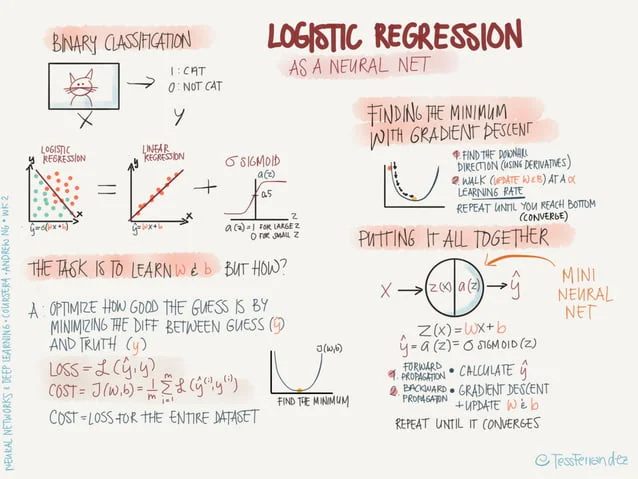 LOGISTIC REGRESSION
AS A NEURAL NET
BINARY CLASSIFICATION
1: CAT
0: NOT CAT
X
Y
LOGISTIC
REGRESSION
y
x
ŷ=σ(wx+b)
=
LINEAR
REGRESSION
y
x
ŷ=wx+b
+
σ SIGMOID
a(z)
0.5
z
a(z)=1 FOR LARGE z
0 FOR SMALL z
THE TASK IS TO LEARN w & b BUT HOW?
A: OPTIMIZE HOW GOOD THE GUESS IS BY
MINIMIZING THE DIFF BETWEEN GUESS (ŷ)
AND TRUTH (y)
LOSS = ℒ(ŷ, y)
COST = J(w,b) = 1/m Σ i=1 m ℒ(ŷ⁽ⁱ⁾, y⁽ⁱ⁾)
COST = LOSS FOR THE ENTIRE DATASET
J(w,b)
FIND THE MINIMUM
FINDING THE MINIMUM
WITH GRADIENT DESCENT
1. FIND THE DOWNHILL
DIRECTION (USING DERIVATIVES)
2. WALK (UPDATE w & b) AT A α
LEARNING RATE
REPEAT UNTIL YOU REACH BOTTOM
(CONVERGE)
PUTTING IT ALL TOGETHER
X → z(x) a(z) → ŷ
MINI
NEURAL
NET
z(x) = wx+b
ŷ = a(z) = σ SIGMOID(z)
1. FORWARD
PROPAGATION • CALCULATE ŷ
2. BACKWARD
PROPAGATION • GRADIENT DESCENT
+ UPDATE w & b
REPEAT UNTIL IT CONVERGES
@TessFerrandez
NEURAL NETWORKS & DEEP LEARNING • COURSERA • ANDREW NG • WK 2